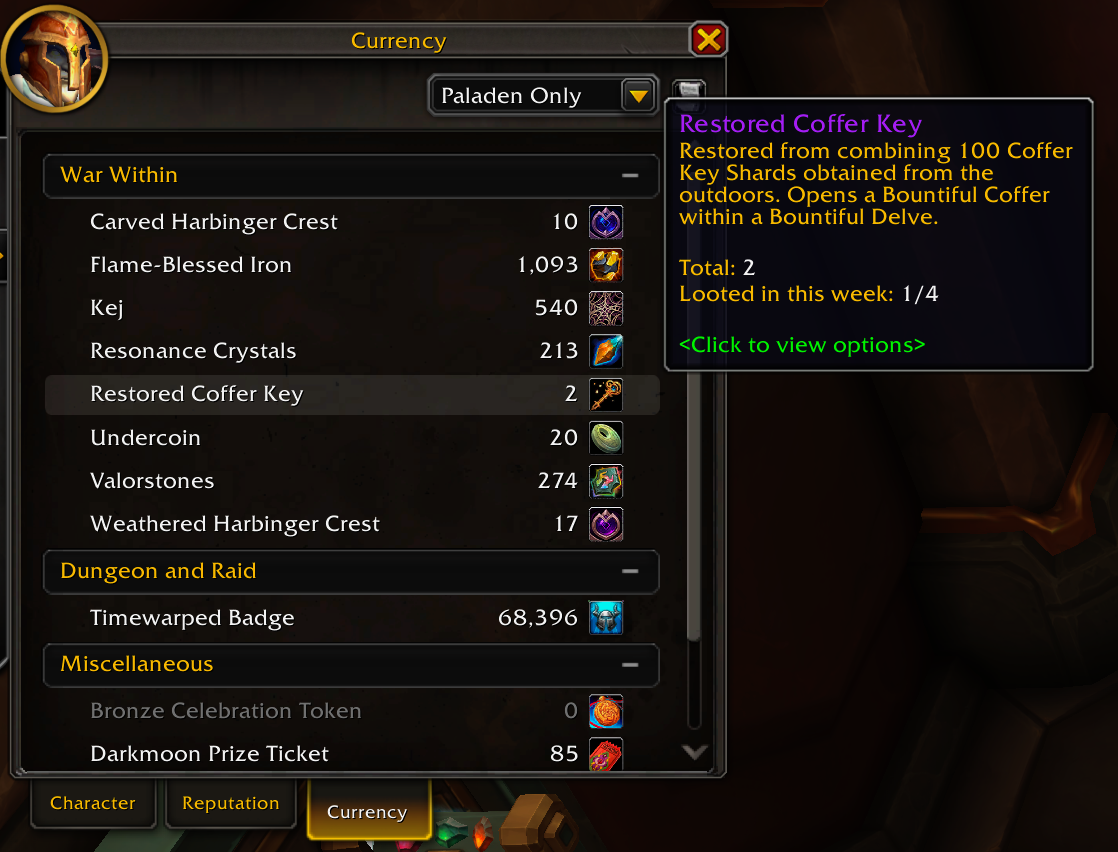 Currency
Paladen Only
War Within
Carved Harbinger Crest 10
Flame-Blessed Iron 1,093
Kej 540
Resonance Crystals 213
Restored Coffer Key 2
Undercoin 20
Valorstones 274
Weathered Harbinger Crest 17
Dungeon and Raid
Timewarped Badge 68,396
Miscellaneous
Bronze Celebration Token 0
Darkmoon Prize Ticket 85
Character Reputation Currency
Restored Coffer Key
Restored from combining 100 Coffer
Key Shards obtained from the
outdoors. Opens a Bountiful Coffer
within a Bountiful Delve.
Total: 2
Looted in this week: 1/4
<Click to view options>